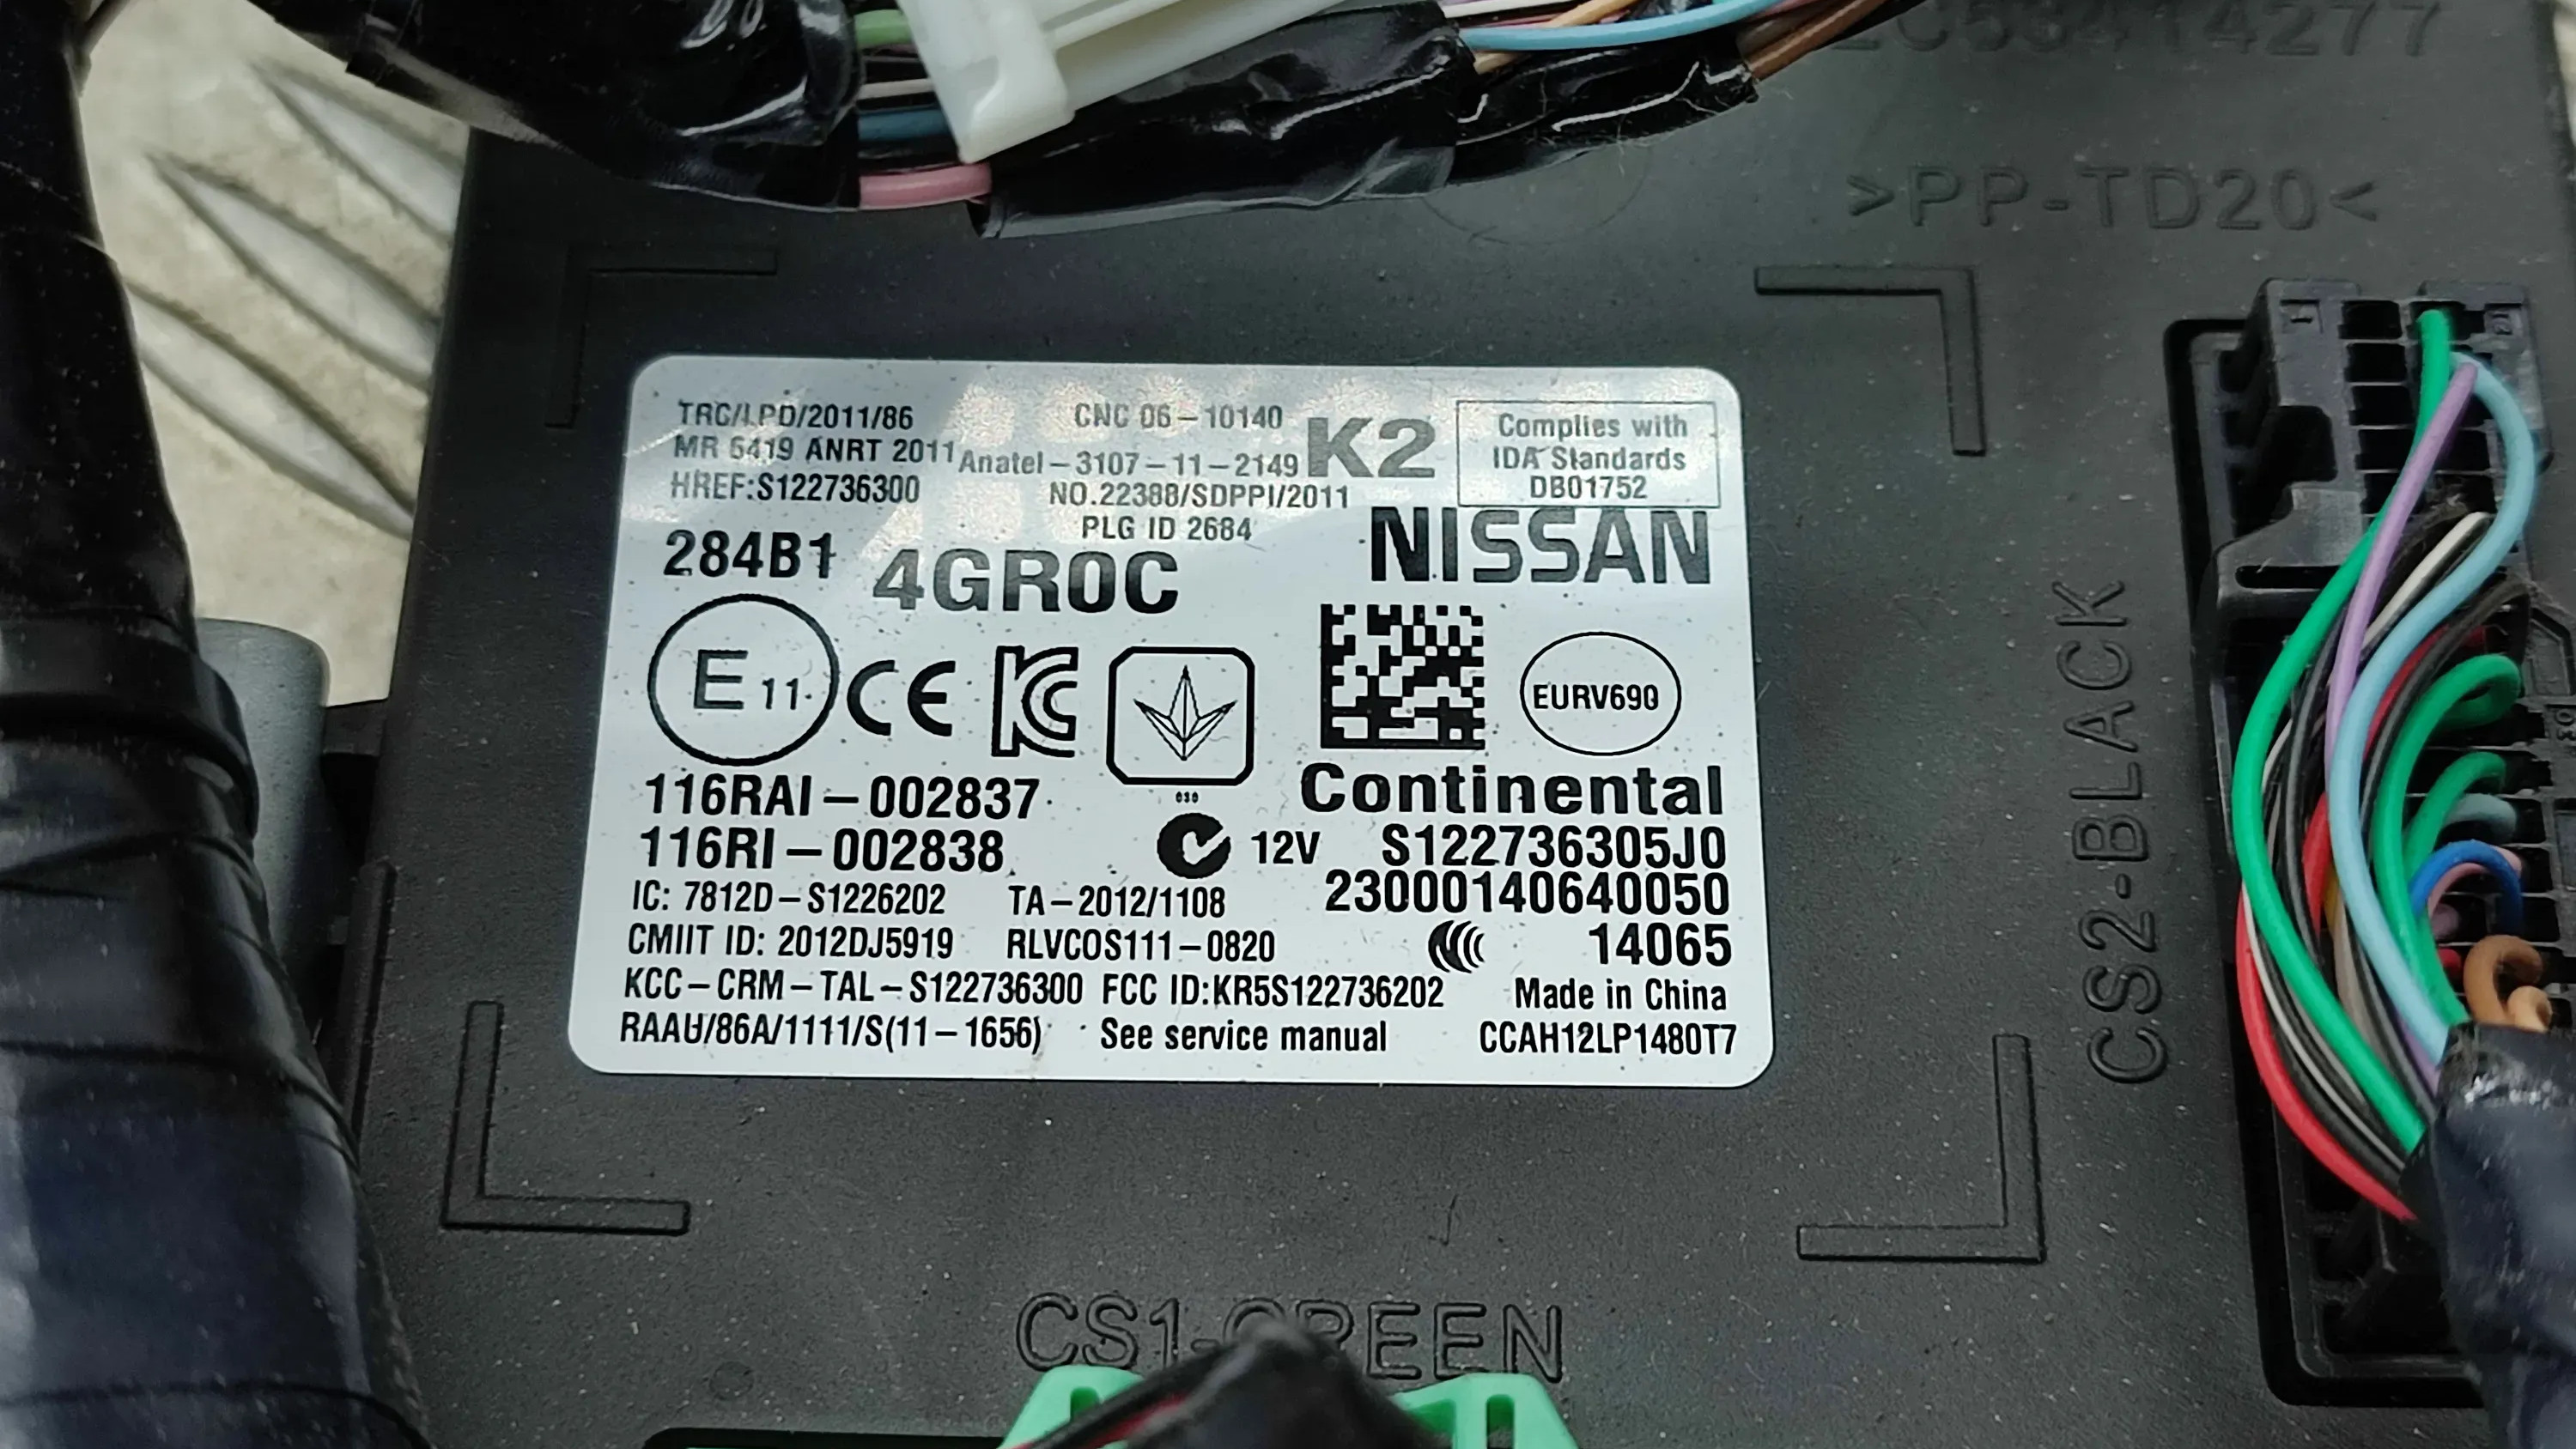 >PP-TD20<
TRC/LPD/2011/86
CNC 06-10140
MR 6419 ANRT 2011
Anatel-3107-11-2149
K2
Complies with
IDA Standards
DB01752
HREF:S122736300
NO.22388/SDPPI/2011
PLG ID 2684
284B1
4GR0C
NISSAN
E 11
CE
KC
EURV690
116RAI-002837
Continental
116RI-002838
12V
S122736305J0
23000140640050
IC: 7812D-S1226202
TA-2012/1108
CMIIT ID: 2012DJ5919
RLVCOS111-0820
14065
KCC-CRM-TAL-S122736300
FCC ID:KR5S122736202
Made in China
RAAU/86A/1111/S(11-1656)
See service manual
CCAH12LP1480T7
CS2-BLACK
CS1-GREEN